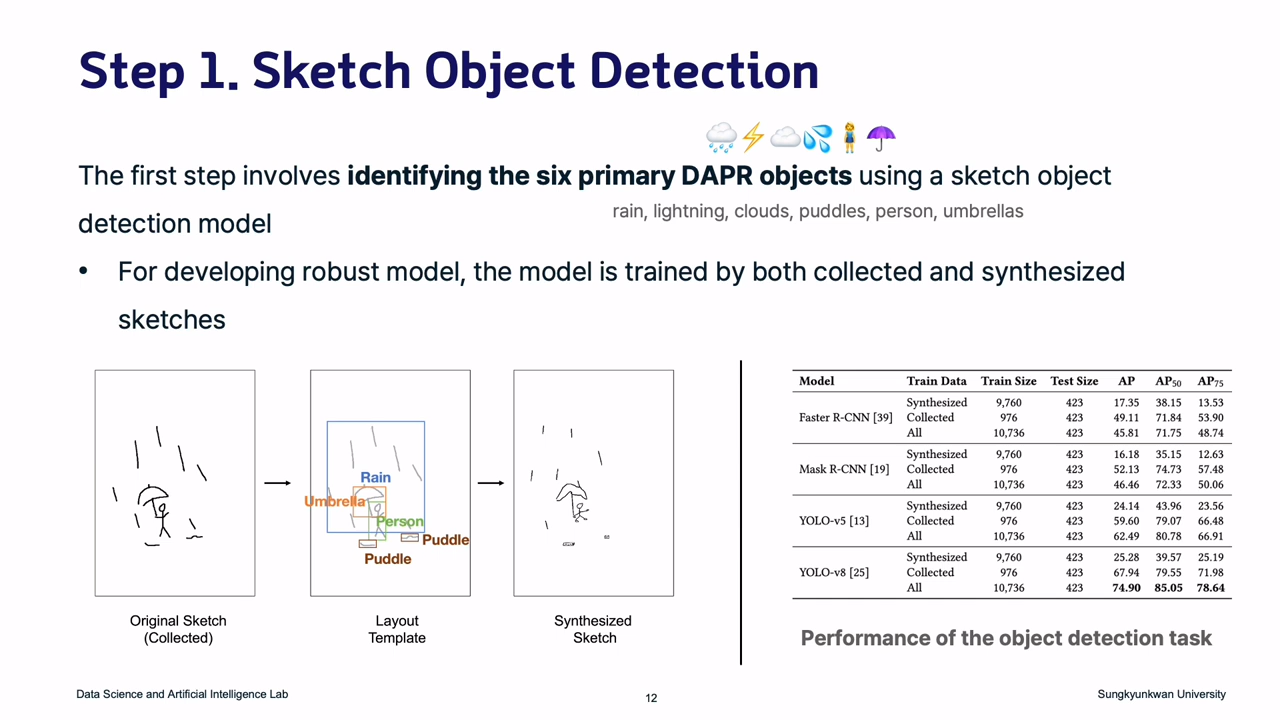 Step 1. Sketch Object Detection
The first step involves identifying the six primary DAPR objects using a sketch object
rain, lightning, clouds, puddles, person, umbrellas
detection model
• For developing robust model, the model is trained by both collected and synthesized
sketches
Rain
Umbrella
Person
Puddle
Puddle
Original Sketch
(Collected)
Layout
Template
Synthesized
Sketch
Model Train Data Train Size Test Size AP AP50 AP75
Faster R-CNN [39]
Synthesized 9,760 423 17.35 38.15 13.53
Collected 976 423 49.11 71.84 53.90
All 10,736 423 45.81 71.75 48.74
Mask R-CNN [19]
Synthesized 9,760 423 16.18 35.15 12.63
Collected 976 423 52.13 74.73 57.48
All 10,736 423 46.46 72.33 50.06
YOLO-v5 [13]
Synthesized 9,760 423 24.14 43.96 23.56
Collected 976 423 59.60 79.07 66.48
All 10,736 423 62.49 80.78 66.91
YOLO-v8 [25]
Synthesized 9,760 423 25.28 39.57 25.19
Collected 976 423 67.94 79.55 71.98
All 10,736 423 74.90 85.05 78.64
Performance of the object detection task
Data Science and Artificial Intelligence Lab
12
Sungkyunkwan University